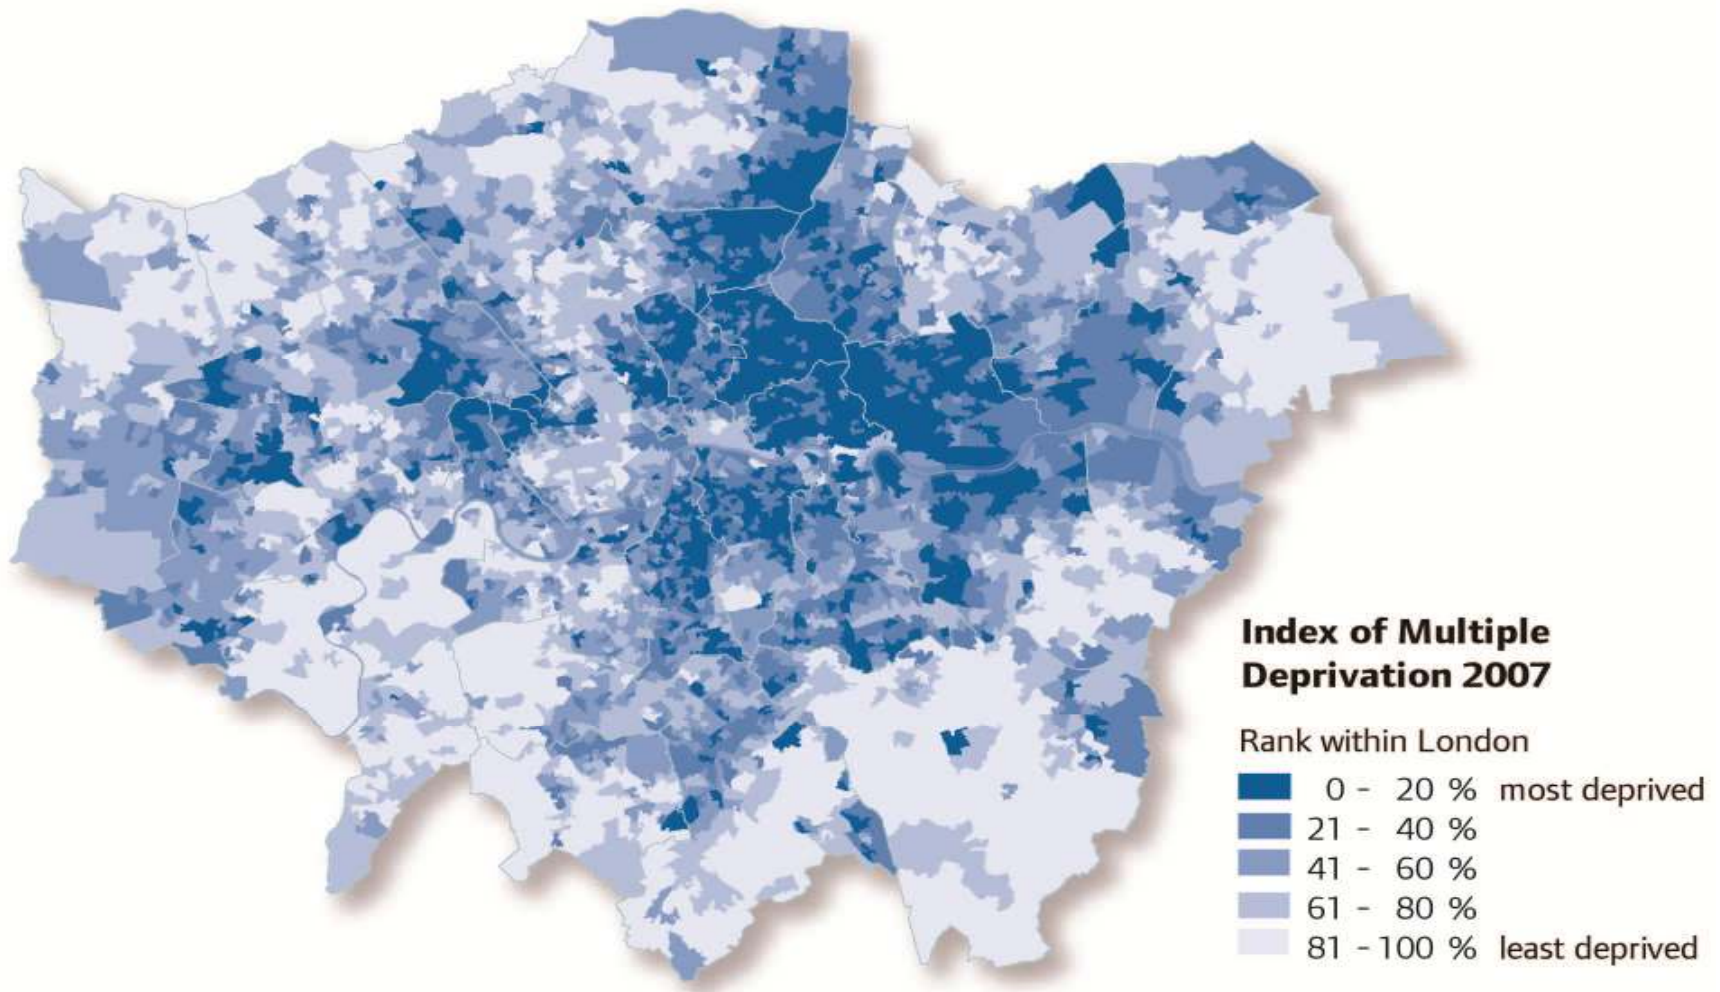 Index of Multiple
Deprivation 2007
Rank within London
0 - 20 % most deprived
21 - 40 %
41 - 60 %
61 - 80 %
81 - 100 % least deprived